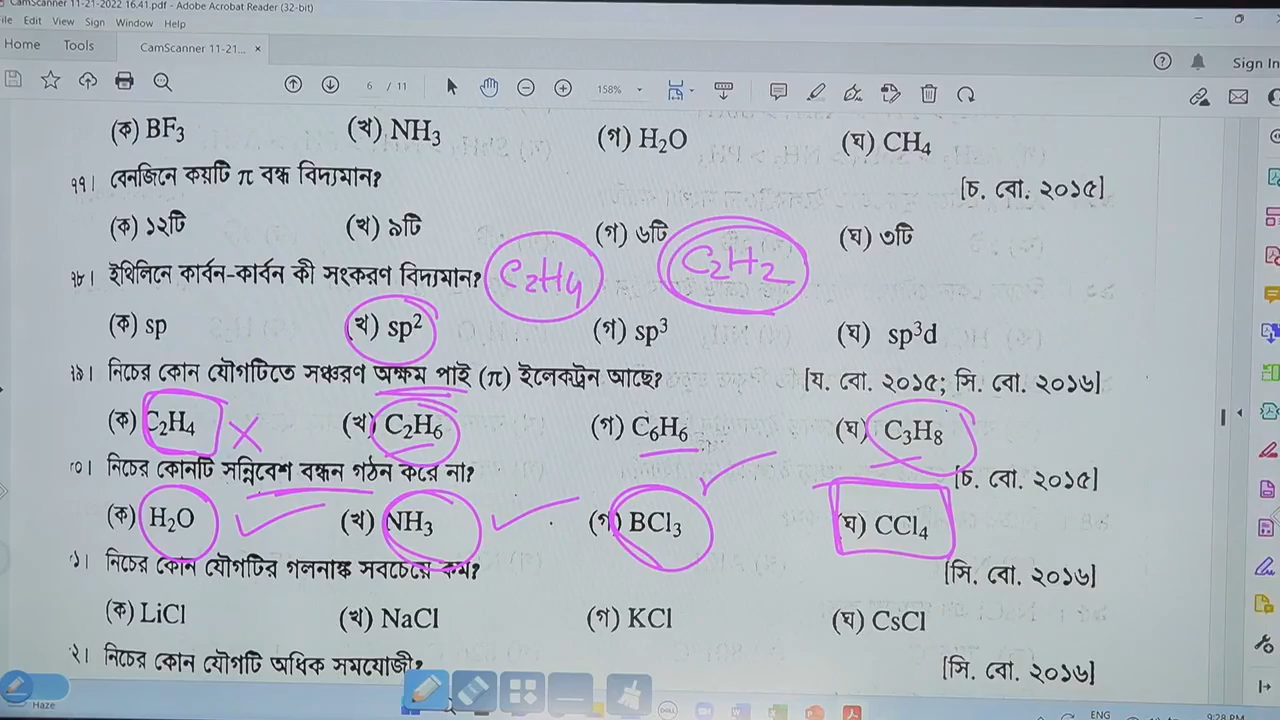 CamScanner 11-21-2022 16.41.pdf - Adobe Acrobat Reader (32-bit)
File Edit View Sign Window Help
Home Tools CamScanner 11-21... × Sign In
6 / 11 158%
(ক) BF3 (খ) NH3 (গ) H2O (ঘ) CH4
৭৭। বেনজিনে কয়টি π বন্ধ বিদ্যমান? [চ. বো. ২০১৫]
(ক) ১২টি (খ) ৯টি (গ) ৬টি (ঘ) ৩টি
৭৮। ইথিলিনে কার্বন-কার্বন কী সংকরণ বিদ্যমান? C2H4 C2H2
(ক) sp (খ) sp² (গ) sp³ (ঘ) sp³d
৭৯। নিচের কোন যৌগটিতে সঞ্চরণ অক্ষম পাই (π) ইলেকট্রন আছে? [য. বো. ২০১৫; সি. বো. ২০১৬]
(ক) C2H4 (খ) C2H6 (গ) C6H6 (ঘ) C3H8
৮০। নিচের কোনটি সন্নিবেশ বন্ধন গঠন করে না? [চ. বো. ২০১৫]
(ক) H2O (খ) NH3 (গ) BCl3 (ঘ) CCl4
৮১। নিচের কোন যৌগটির গলনাঙ্ক সবচেয়ে কম? [সি. বো. ২০১৬]
(ক) LiCl (খ) NaCl (গ) KCl (ঘ) CsCl
৮২। নিচের কোন যৌগটি অধিক সমযোজী? [সি. বো. ২০১৬]
Haze
ENG
9:28 PM